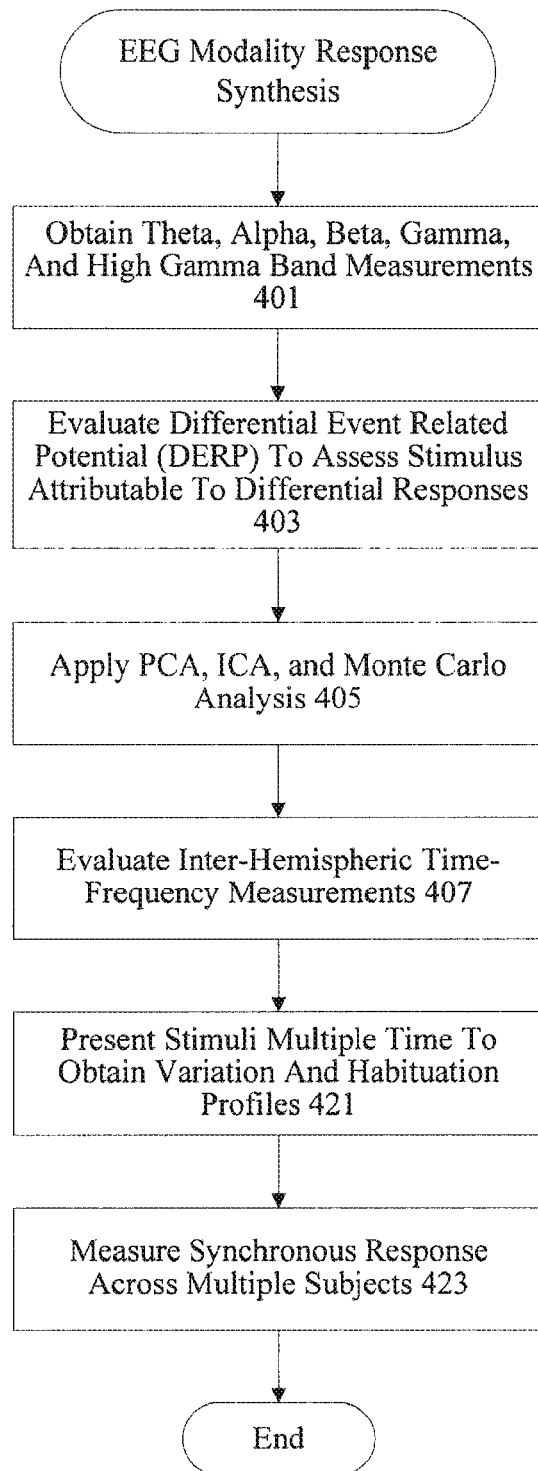 EEG Modality Response
Synthesis
Obtain Theta, Alpha, Beta, Gamma,
And High Gamma Band Measurements
401
Evaluate Differential Event Related
Potential (DERP) To Assess Stimulus
Attributable To Differential Responses
403
Apply PCA, ICA, and Monte Carlo
Analysis 405
Evaluate Inter-Hemispheric Time-
Frequency Measurements 407
Present Stimuli Multiple Time To
Obtain Variation And Habituation
Profiles 421
Measure Synchronous Response
Across Multiple Subjects 423
End